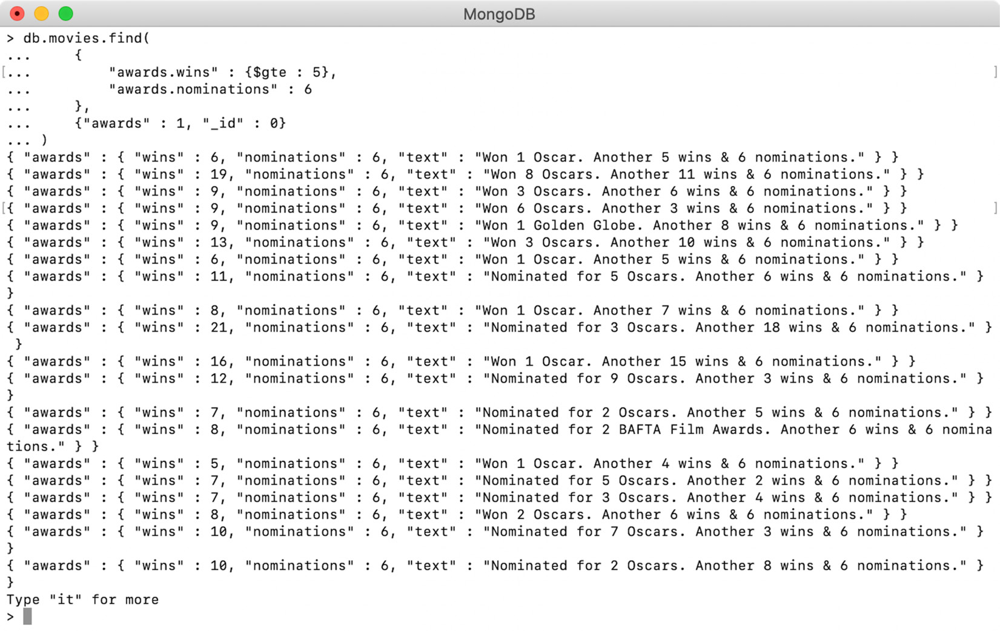 MongoDB
> db.movies.find(
...     {
[...         "awards.wins" : {$gte : 5},                                                                             ]
...         "awards.nominations" : 6
...     },
...     {"awards" : 1, "_id" : 0}
... )
{ "awards" : { "wins" : 6, "nominations" : 6, "text" : "Won 1 Oscar. Another 5 wins & 6 nominations." } }
{ "awards" : { "wins" : 19, "nominations" : 6, "text" : "Won 8 Oscars. Another 11 wins & 6 nominations." } }
{ "awards" : { "wins" : 9, "nominations" : 6, "text" : "Won 3 Oscars. Another 6 wins & 6 nominations." } }
[{ "awards" : { "wins" : 9, "nominations" : 6, "text" : "Won 6 Oscars. Another 3 wins & 6 nominations." } }          ]
{ "awards" : { "wins" : 9, "nominations" : 6, "text" : "Won 1 Golden Globe. Another 8 wins & 6 nominations." } }
{ "awards" : { "wins" : 13, "nominations" : 6, "text" : "Won 3 Oscars. Another 10 wins & 6 nominations." } }
{ "awards" : { "wins" : 6, "nominations" : 6, "text" : "Won 1 Oscar. Another 5 wins & 6 nominations." } }
{ "awards" : { "wins" : 11, "nominations" : 6, "text" : "Nominated for 5 Oscars. Another 6 wins & 6 nominations." }
}
{ "awards" : { "wins" : 8, "nominations" : 6, "text" : "Won 1 Oscar. Another 7 wins & 6 nominations." } }
{ "awards" : { "wins" : 21, "nominations" : 6, "text" : "Nominated for 3 Oscars. Another 18 wins & 6 nominations." }
 }
{ "awards" : { "wins" : 16, "nominations" : 6, "text" : "Won 1 Oscar. Another 15 wins & 6 nominations." } }
{ "awards" : { "wins" : 12, "nominations" : 6, "text" : "Nominated for 9 Oscars. Another 3 wins & 6 nominations." }
}
{ "awards" : { "wins" : 7, "nominations" : 6, "text" : "Nominated for 2 Oscars. Another 5 wins & 6 nominations." } }
{ "awards" : { "wins" : 8, "nominations" : 6, "text" : "Nominated for 2 BAFTA Film Awards. Another 6 wins & 6 nomina
tions." } }
{ "awards" : { "wins" : 5, "nominations" : 6, "text" : "Won 1 Oscar. Another 4 wins & 6 nominations." } }
{ "awards" : { "wins" : 7, "nominations" : 6, "text" : "Nominated for 5 Oscars. Another 2 wins & 6 nominations." } }
{ "awards" : { "wins" : 7, "nominations" : 6, "text" : "Nominated for 3 Oscars. Another 4 wins & 6 nominations." } }
{ "awards" : { "wins" : 8, "nominations" : 6, "text" : "Won 2 Oscars. Another 6 wins & 6 nominations." } }
{ "awards" : { "wins" : 10, "nominations" : 6, "text" : "Nominated for 7 Oscars. Another 3 wins & 6 nominations." }
}
{ "awards" : { "wins" : 10, "nominations" : 6, "text" : "Nominated for 2 Oscars. Another 8 wins & 6 nominations." }
}
Type "it" for more
>